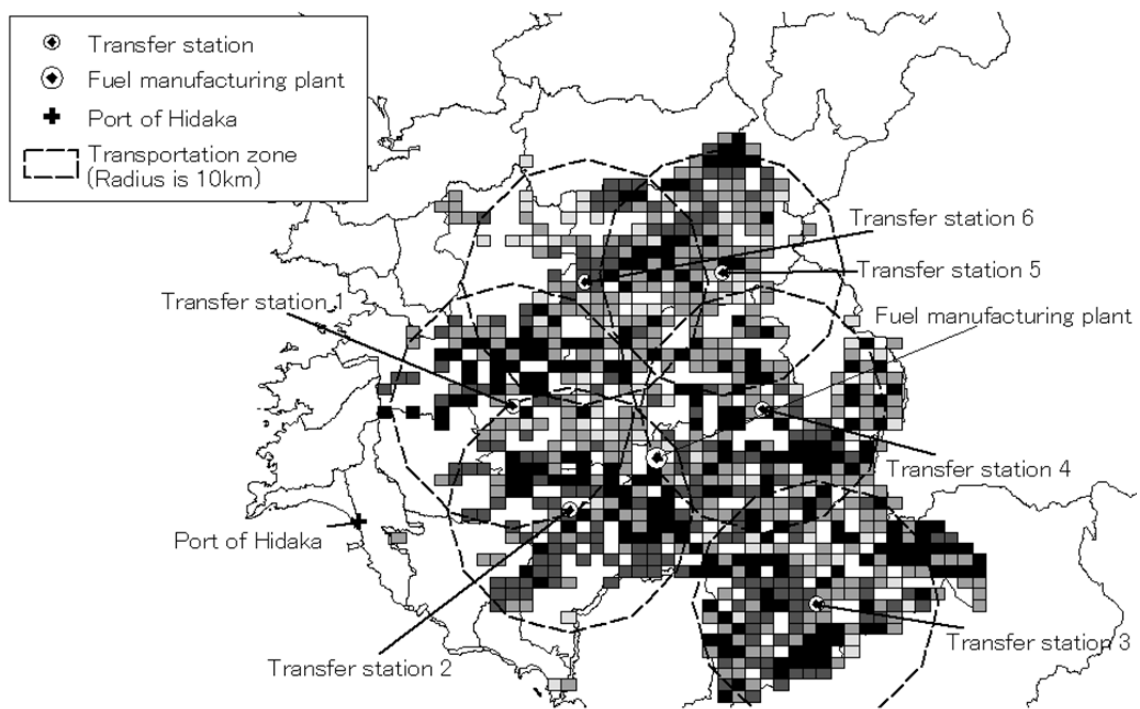 Transfer station
Fuel manufacturing plant
Port of Hidaka
Transportation zone
(Radius is 10km)
Transfer station 6
Transfer station 5
Transfer station 1
Fuel manufacturing plant
Transfer station 4
Port of Hidaka
Transfer station 3
Transfer station 2